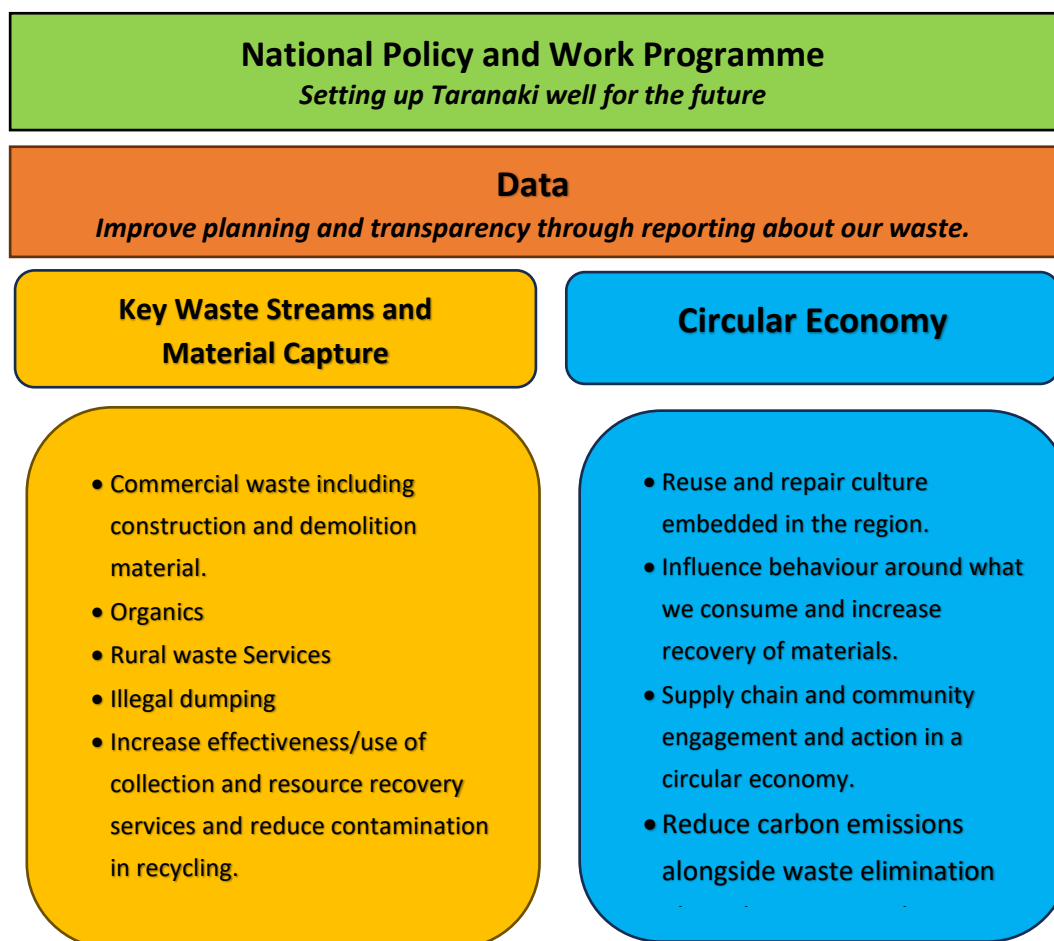 National Policy and Work Programme
Setting up Taranaki well for the future
Data
Improve planning and transparency through reporting about our waste.
Key Waste Streams and
Material Capture
• Commercial waste including
construction and demolition
material.
• Organics
• Rural waste Services
• Illegal dumping
• Increase effectiveness/use of
collection and resource recovery
services and reduce contamination
in recycling.
Circular Economy
• Reuse and repair culture
embedded in the region.
• Influence behaviour around what
we consume and increase
recovery of materials.
• Supply chain and community
engagement and action in a
circular economy.
• Reduce carbon emissions
alongside waste elimination